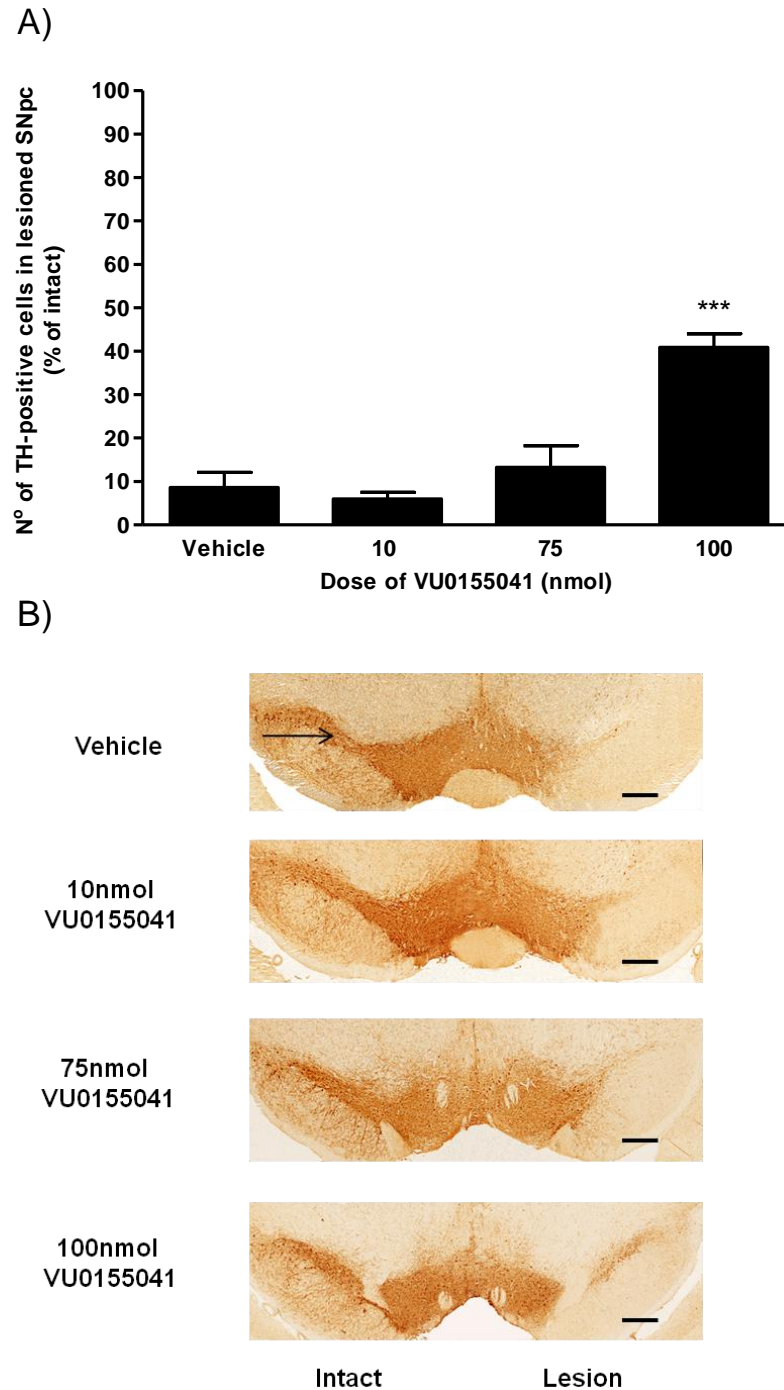 A)
Nº of TH-positive cells in lesioned SNpc
(% of intact)
100
90
80
70
60
50
40
30
20
10
0
***
Vehicle 10 75 100
Dose of VU0155041 (nmol)
B)
Vehicle
10nmol
VU0155041
75nmol
VU0155041
100nmol
VU0155041
Intact Lesion